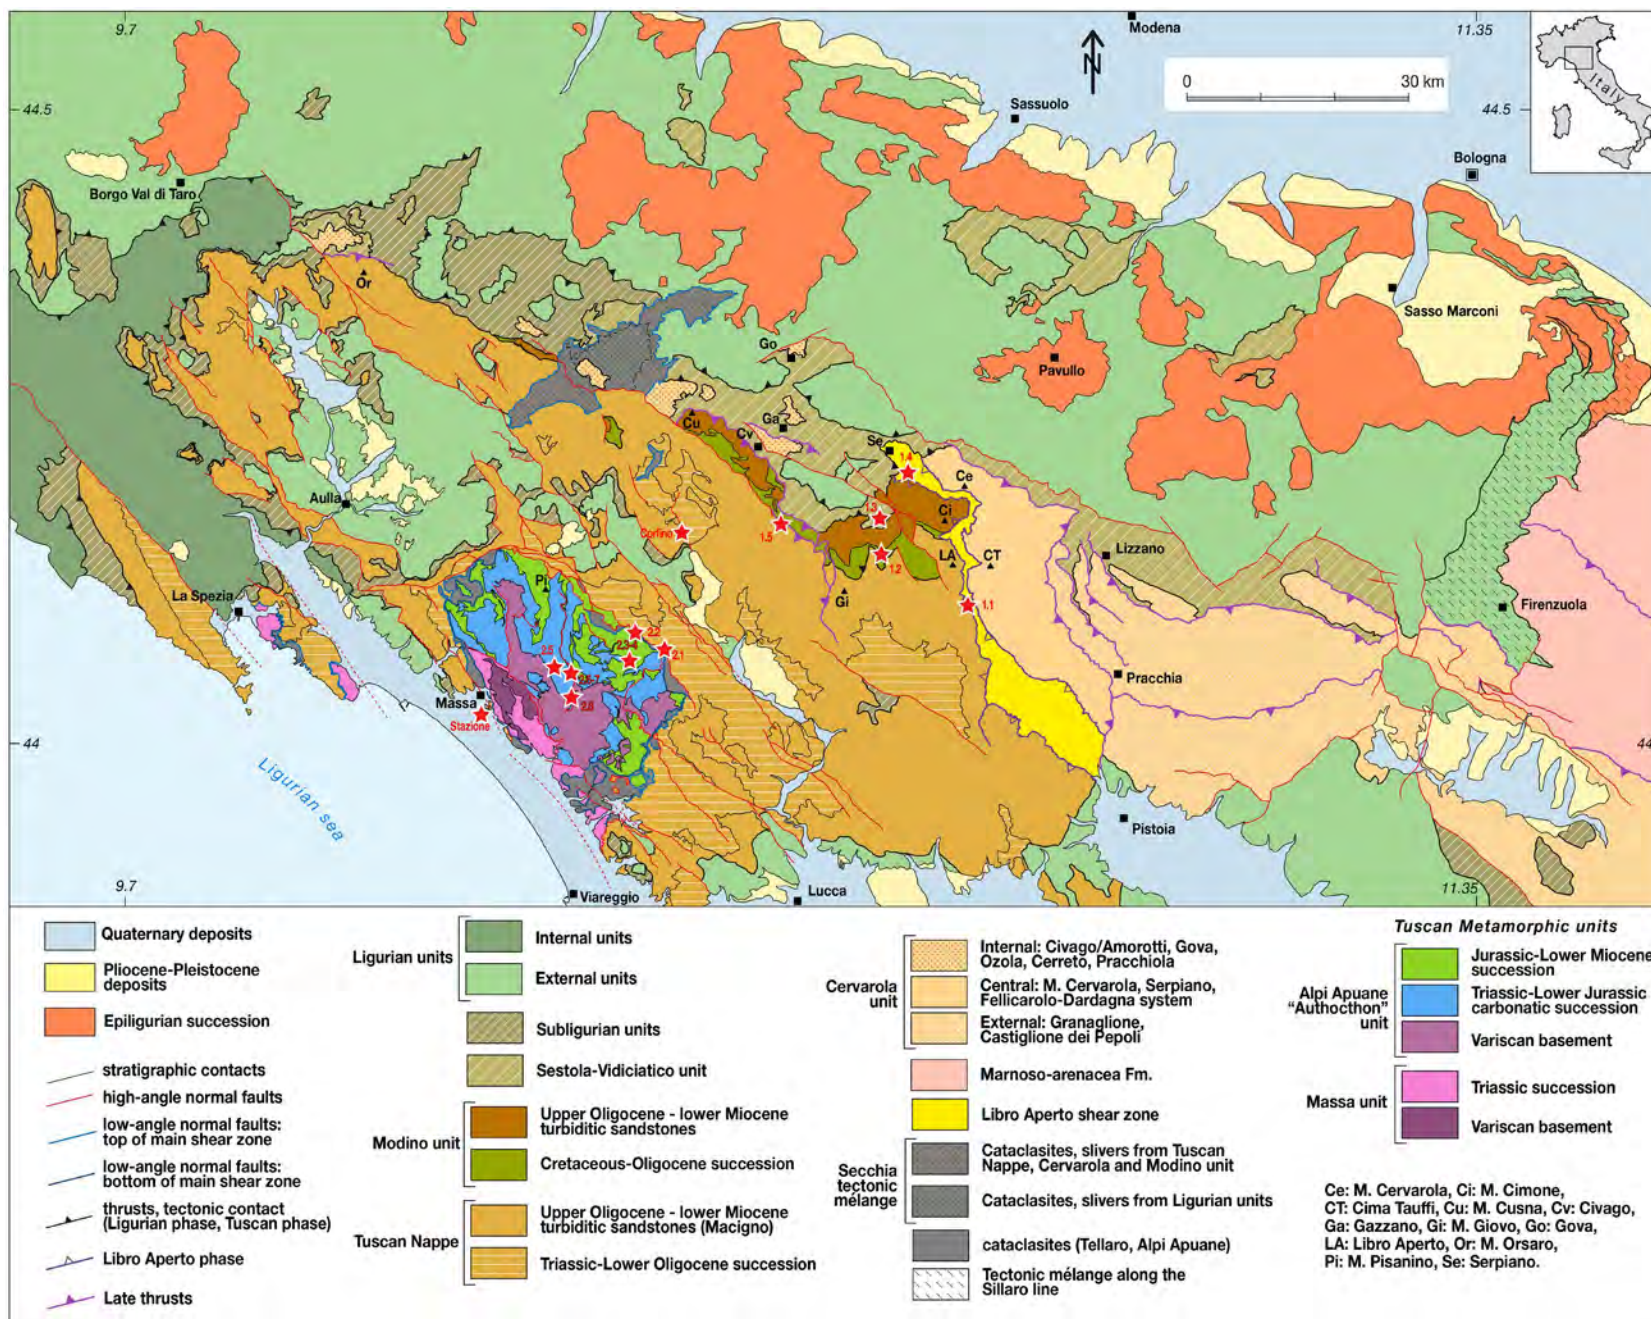 9.7
Modena
11.35
Italy
N
0
30 km
44.5
Sassuolo
44.5
Bologna
Borgo Val di Taro
Or
Sasso Marconi
Go
Pavullo
Cu
Ga
Cv
Se
1.4
Ce
Aulla
Corfino
1.5
1.3
Ci
LA
CT
Lizzano
1.2
Pi
Gi
La Spezia
1.1
Firenzuola
2.2
2.3-4
2.1
2.5
Pracchia
Massa
2.8
Stazione
44
44
Ligurian sea
Pistoia
9.7
11.35
Viareggio
Lucca
Quaternary deposits
Pliocene-Pleistocene
deposits
Epiligurian succession
stratigraphic contacts
high-angle normal faults
low-angle normal faults:
top of main shear zone
low-angle normal faults:
bottom of main shear zone
thrusts, tectonic contact
(Ligurian phase, Tuscan phase)
Libro Aperto phase
Late thrusts
Ligurian units
Internal units
External units
Subligurian units
Sestola-Vidiciatico unit
Modino unit
Upper Oligocene - lower Miocene
turbiditic sandstones
Cretaceous-Oligocene succession
Tuscan Nappe
Upper Oligocene - lower Miocene
turbiditic sandstones (Macigno)
Triassic-Lower Oligocene succession
Cervarola
unit
Internal: Civago/Amorotti, Gova,
Ozola, Cerreto, Pracchiola
Central: M. Cervarola, Serpiano,
Fellicarolo-Dardagna system
External: Granaglione,
Castiglione dei Pepoli
Marnoso-arenacea Fm.
Libro Aperto shear zone
Secchia
tectonic
mélange
Cataclasites, slivers from Tuscan
Nappe, Cervarola and Modino unit
Cataclasites, slivers from Ligurian units
cataclasites (Tellaro, Alpi Apuane)
Tectonic mélange along the
Sillaro line
Tuscan Metamorphic units
Alpi Apuane
“Authocthon”
unit
Jurassic-Lower Miocene
succession
Triassic-Lower Jurassic
carbonatic succession
Variscan basement
Massa unit
Triassic succession
Variscan basement
Ce: M. Cervarola, Ci: M. Cimone,
CT: Cima Tauffi, Cu: M. Cusna, Cv: Civago,
Ga: Gazzano, Gi: M. Giovo, Go: Gova,
LA: Libro Aperto, Or: M. Orsaro,
Pi: M. Pisanino, Se: Serpiano.